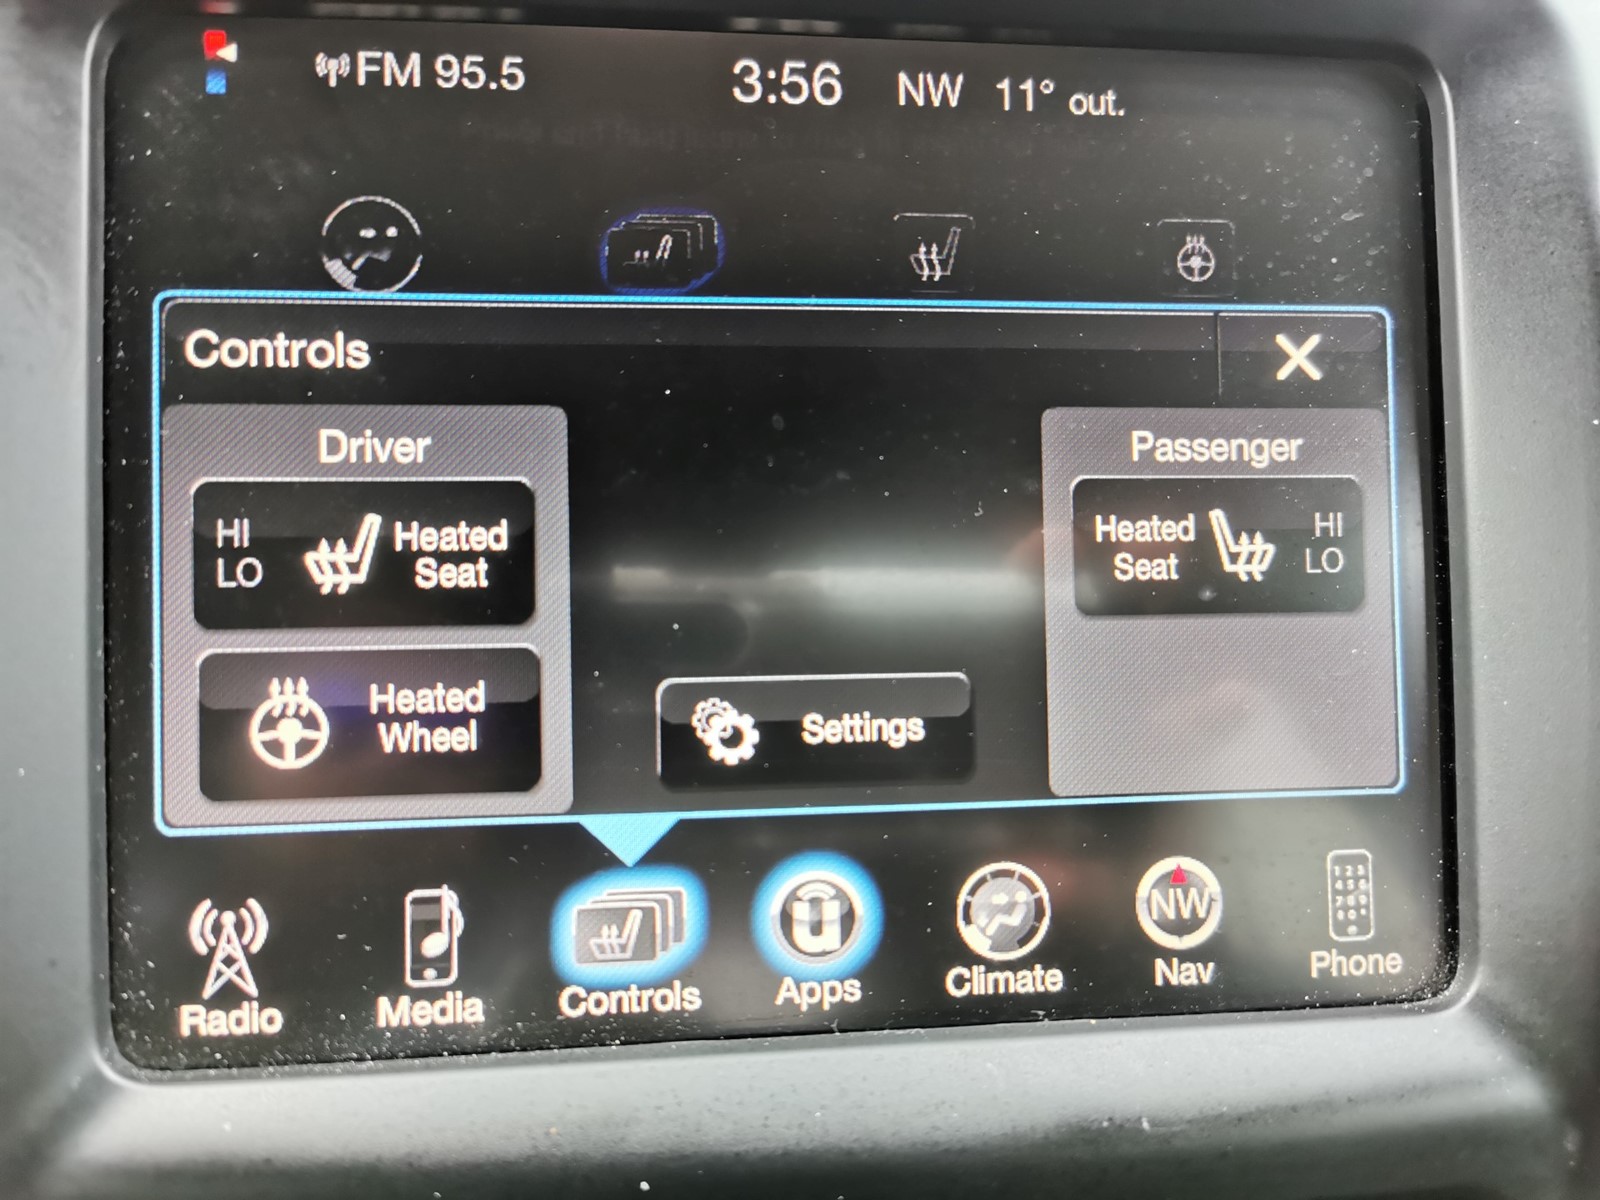 FM 95.5 3:56 NW 11° out.
Controls
Driver
HI
LO
Heated
Seat
Heated
Wheel
Settings
Passenger
Heated
Seat
HI
LO
Radio
Media
Controls
Apps
Climate
NW
Nav
Phone